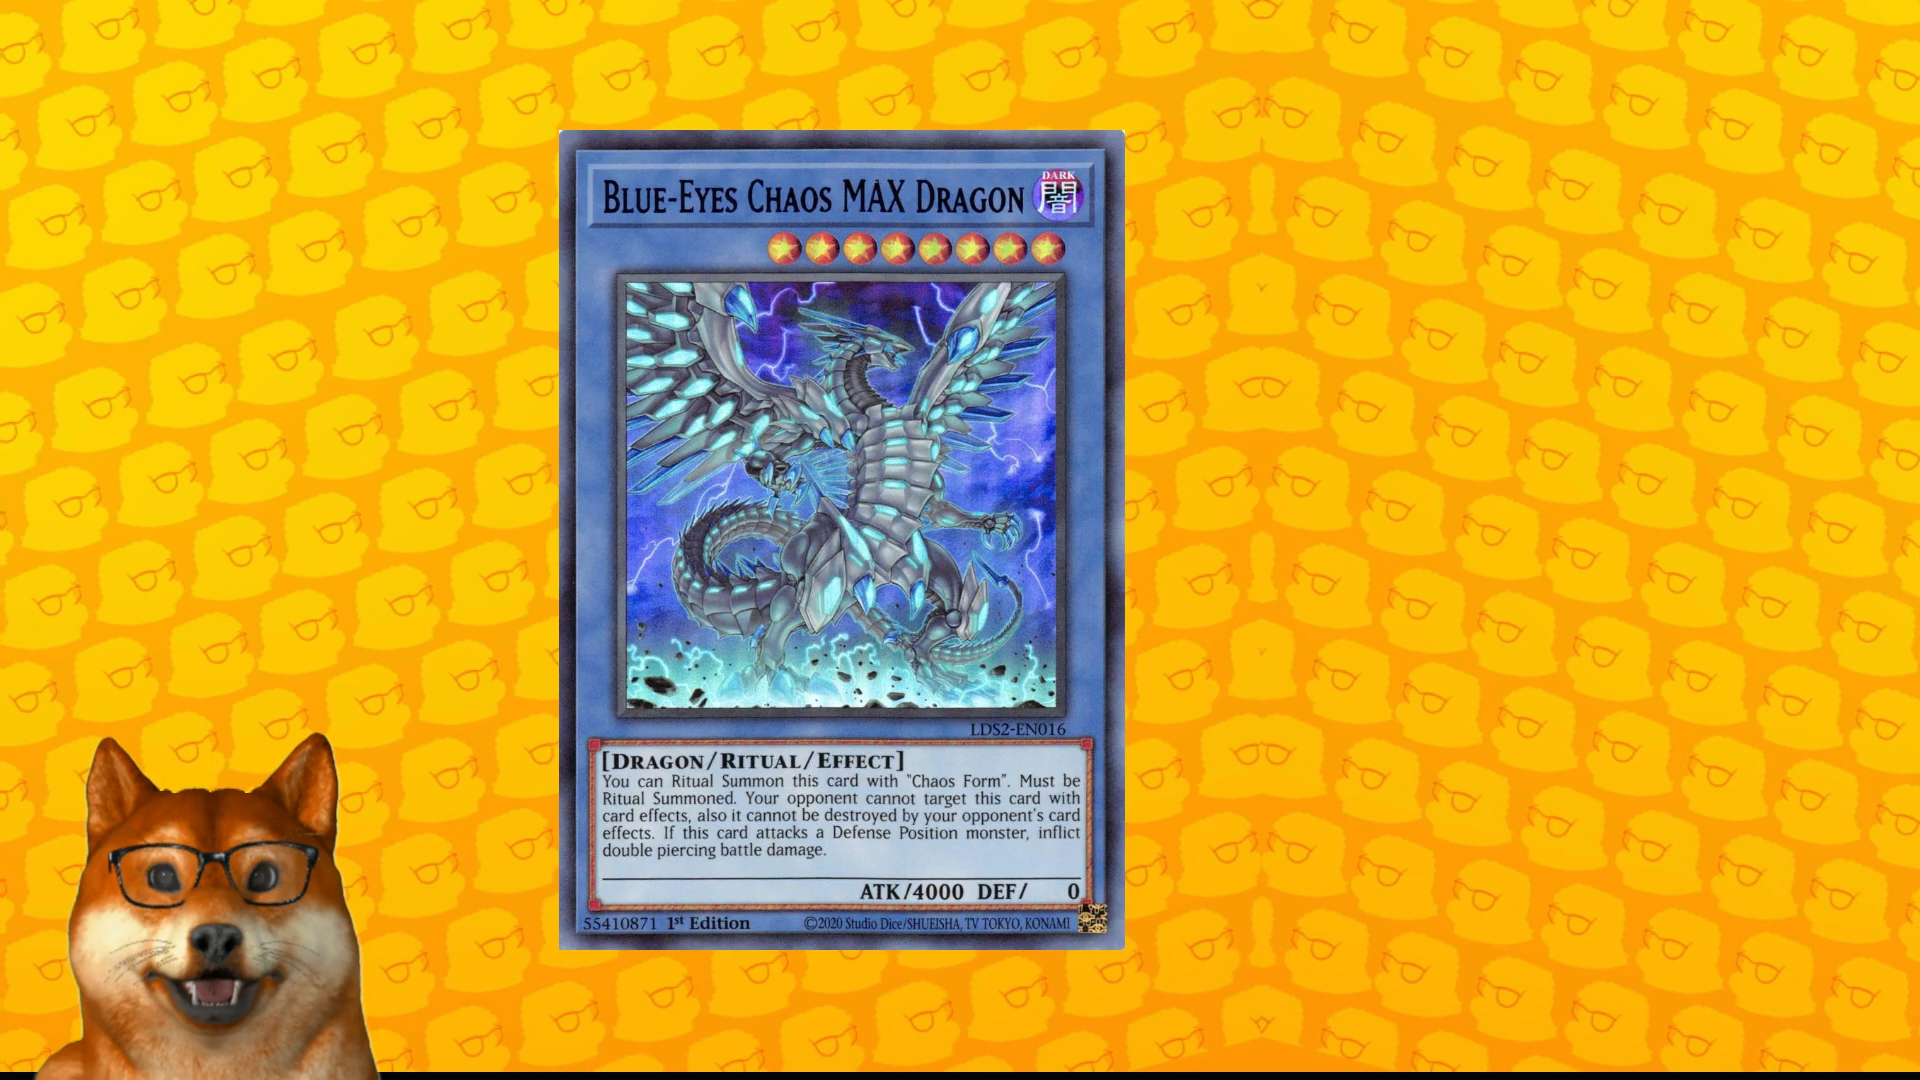 BLUE-EYES CHAOS MAX DRAGON
DARK
闇
LDS2-EN016
[DRAGON/RITUAL/EFFECT]
You can Ritual Summon this card with "Chaos Form". Must be
Ritual Summoned. Your opponent cannot target this card with
card effects, also it cannot be destroyed by your opponent's card
effects. If this card attacks a Defense Position monster, inflict
double piercing battle damage.
ATK/4000 DEF/ 0
55410871 1st Edition ©2020 Studio Dice/SHUEISHA, TV TOKYO, KONAMI